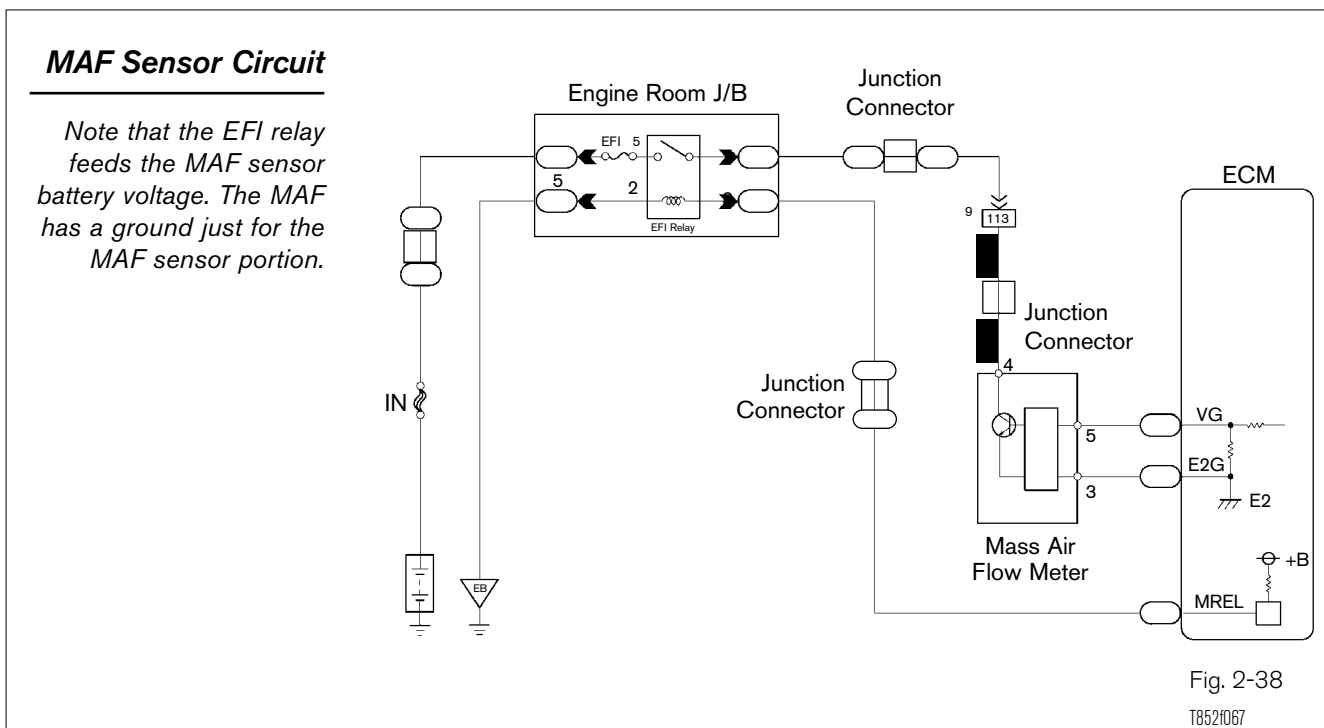 MAF Sensor Circuit
Note that the EFI relay
feeds the MAF sensor
battery voltage. The MAF
has a ground just for the
MAF sensor portion.
Engine Room J/B
EFI 5
5
2
EFI Relay
Junction
Connector
9
113
Junction
Connector
4
Junction
Connector
IN
EB
5
3
Mass Air
Flow Meter
ECM
VG
E2G
E2
+B
MREL
Fig. 2-38
T852f067